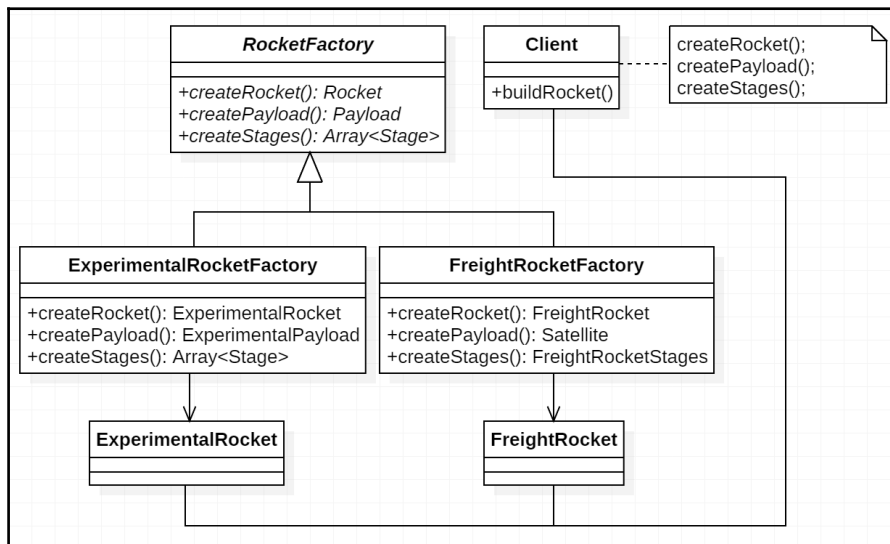 RocketFactory
+createRocket(): Rocket
+createPayload(): Payload
+createStages(): Array<Stage>
Client
+buildRocket()
createRocket();
createPayload();
createStages();
ExperimentalRocketFactory
+createRocket(): ExperimentalRocket
+createPayload(): ExperimentalPayload
+createStages(): Array<Stage>
FreightRocketFactory
+createRocket(): FreightRocket
+createPayload(): Satellite
+createStages(): FreightRocketStages
ExperimentalRocket
FreightRocket